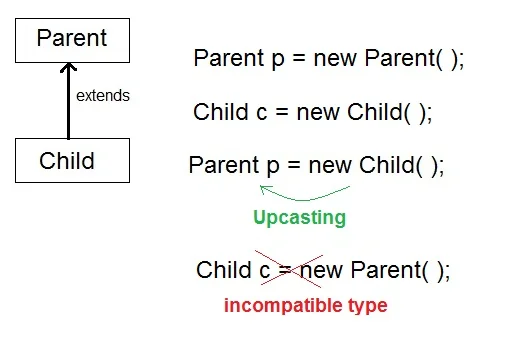 Parent
extends
Child
Parent p = new Parent( );
Child c = new Child( );
Parent p = new Child( );
Upcasting
Child c = new Parent( );
incompatible type